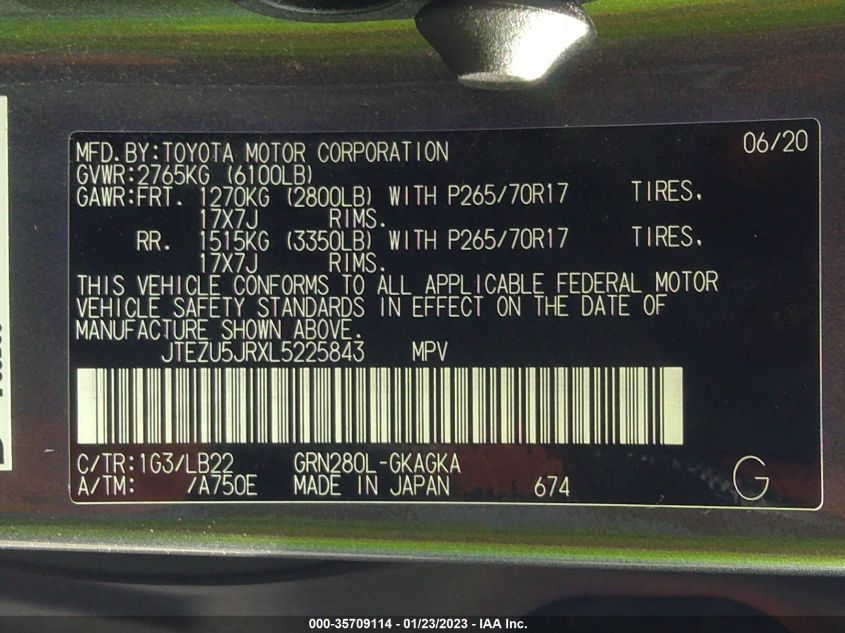 MFD.BY:TOYOTA MOTOR CORPORATION 06/20
GVWR:2765KG (6100LB)
GAWR:FRT. 1270KG (2800LB) WITH P265/70R17 TIRES.
17X7J RIMS.
RR. 1515KG (3350LB) WITH P265/70R17 TIRES.
17X7J RIMS.
THIS VEHICLE CONFORMS TO ALL APPLICABLE FEDERAL MOTOR
VEHICLE SAFETY STANDARDS IN EFFECT ON THE DATE OF
MANUFACTURE SHOWN ABOVE.
JTEZU5JRXL5225843 MPV
C/TR:1G3/LB22 GRN280L-GKAGKA
A/TM: /A750E MADE IN JAPAN 674 G
000-35709114 - 01/23/2023 - IAA Inc.